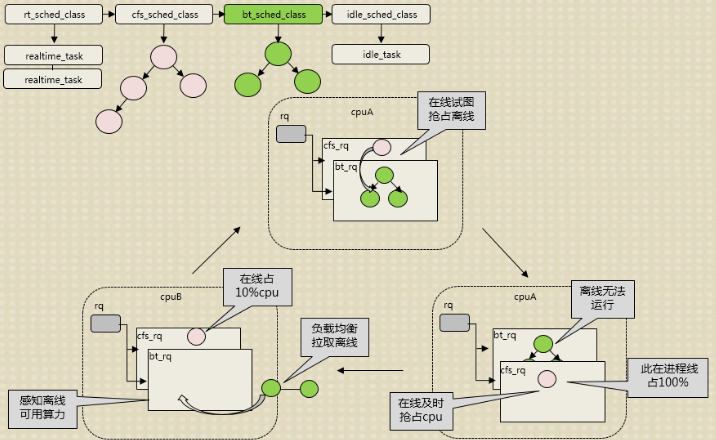 rt_sched_class
cfs_sched_class
bt_sched_class
idle_sched_class
realtime_task
realtime_task
idle_task
cpuA
rq
cfs_rq
bt_rq
在线试图
抢占离线
cpuB
rq
cfs_rq
bt_rq
在线占
10%cpu
感知离线
可用算力
负载均衡
拉取离线
cpuA
rq
bt_rq
cfs_rq
离线无法
运行
此在进程线
占100%
在线及时
抢占cpu